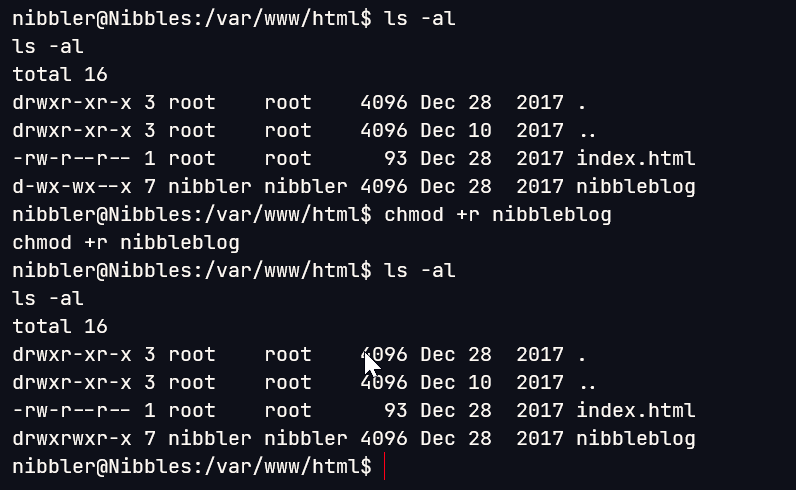 nibbler@Nibbles:/var/www/html$ ls -al
ls -al
total 16
drwxr-xr-x 3 root    root    4096 Dec 28  2017 .
drwxr-xr-x 3 root    root    4096 Dec 10  2017 ..
-rw-r--r-- 1 root    root      93 Dec 28  2017 index.html
d-wx-wx--x 7 nibbler nibbler 4096 Dec 28  2017 nibbleblog
nibbler@Nibbles:/var/www/html$ chmod +r nibbleblog
chmod +r nibbleblog
nibbler@Nibbles:/var/www/html$ ls -al
ls -al
total 16
drwxr-xr-x 3 root    root    4096 Dec 28  2017 .
drwxr-xr-x 3 root    root    4096 Dec 10  2017 ..
-rw-r--r-- 1 root    root      93 Dec 28  2017 index.html
drwxrwxr-x 7 nibbler nibbler 4096 Dec 28  2017 nibbleblog
nibbler@Nibbles:/var/www/html$